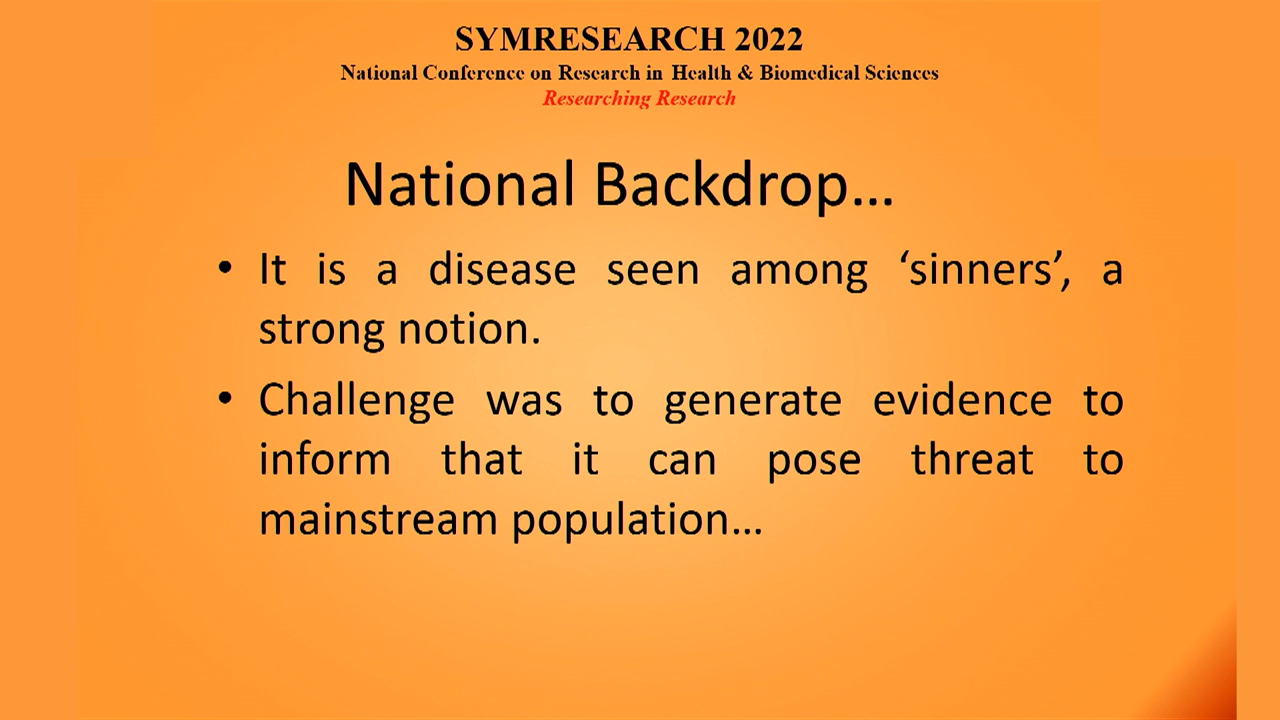 SYMRESEARCH 2022
National Conference on Research in Health & Biomedical Sciences
Researching Research
National Backdrop...
• It is a disease seen among ‘sinners’, a
strong notion.
• Challenge was to generate evidence to
inform that it can pose threat to
mainstream population...